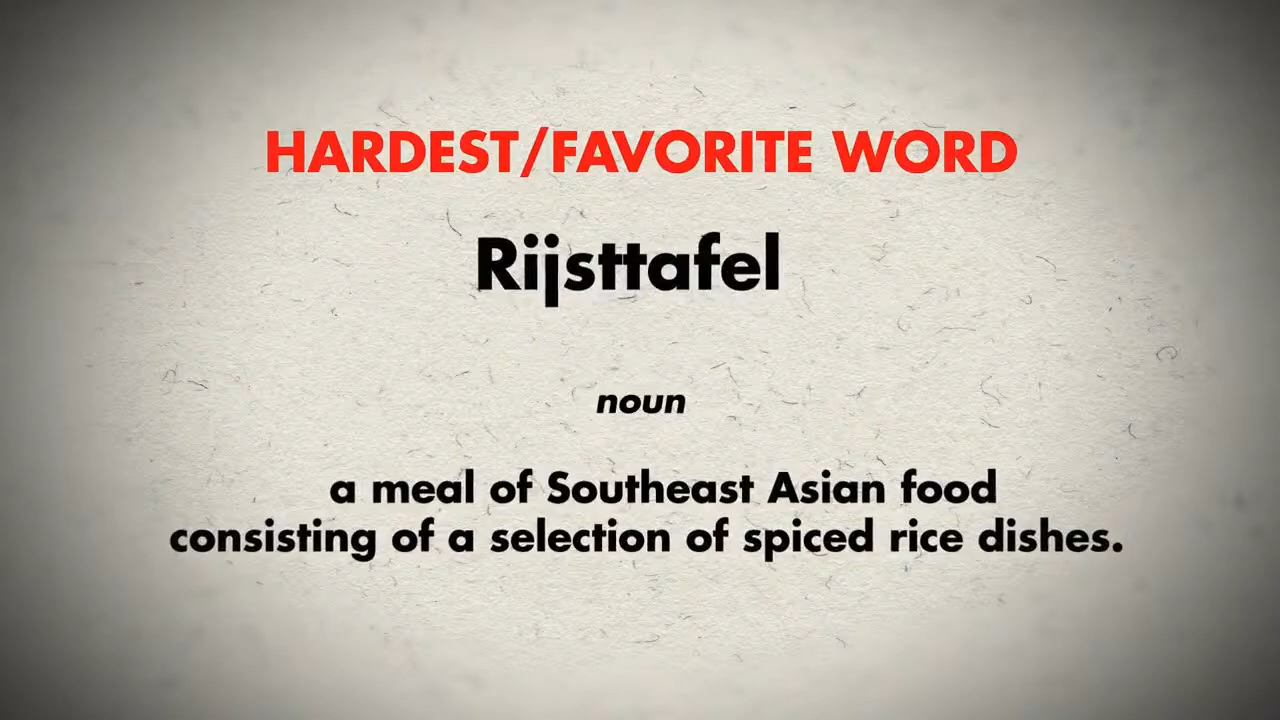 HARDEST/FAVORITE WORD
Rijsttafel
noun
a meal of Southeast Asian food
consisting of a selection of spiced rice dishes.